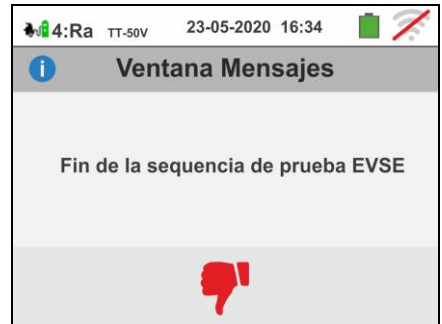 4:Ra TT-50V 23-05-2020 16:34
i Ventana Mensajes
Fin de la sequencia de prueba EVSE